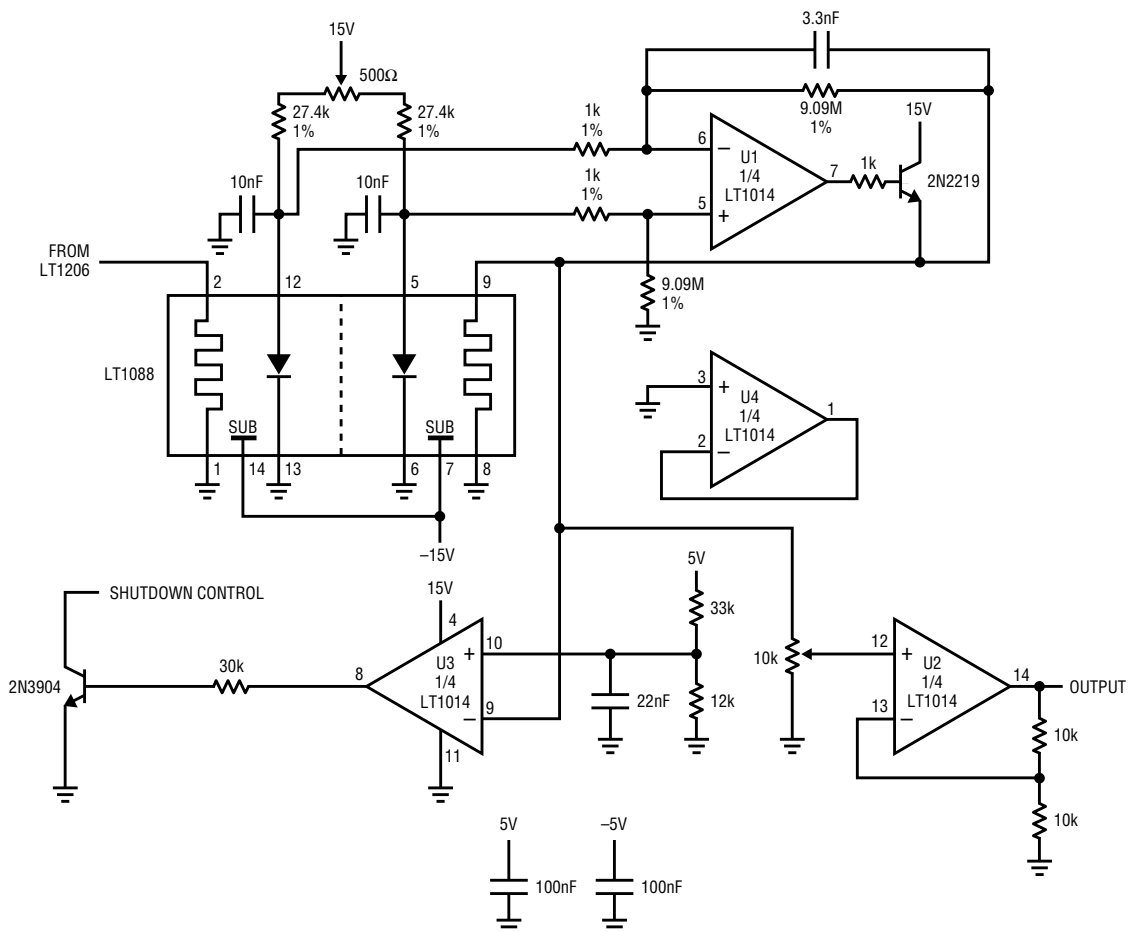 3.3nF
15V
500Ω
27.4k
1%
27.4k
1%
9.09M
1%
15V
1k
1%
6
−
U1
1/4
LT1014
7
1k
2N2219
10nF
10nF
1k
1%
5
+
FROM
LT1206
2
12
5
9
9.09M
1%
LT1088
3
+
U4
1/4
LT1014
1
2
−
SUB
SUB
1
14
13
6
7
8
–15V
5V
SHUTDOWN CONTROL
15V
4
33k
10
+
U3
1/4
LT1014
−
9
8
30k
2N3904
11
22nF
12k
10k
12
+
U2
1/4
LT1014
13
−
14
OUTPUT
10k
10k
5V
100nF
–5V
100nF